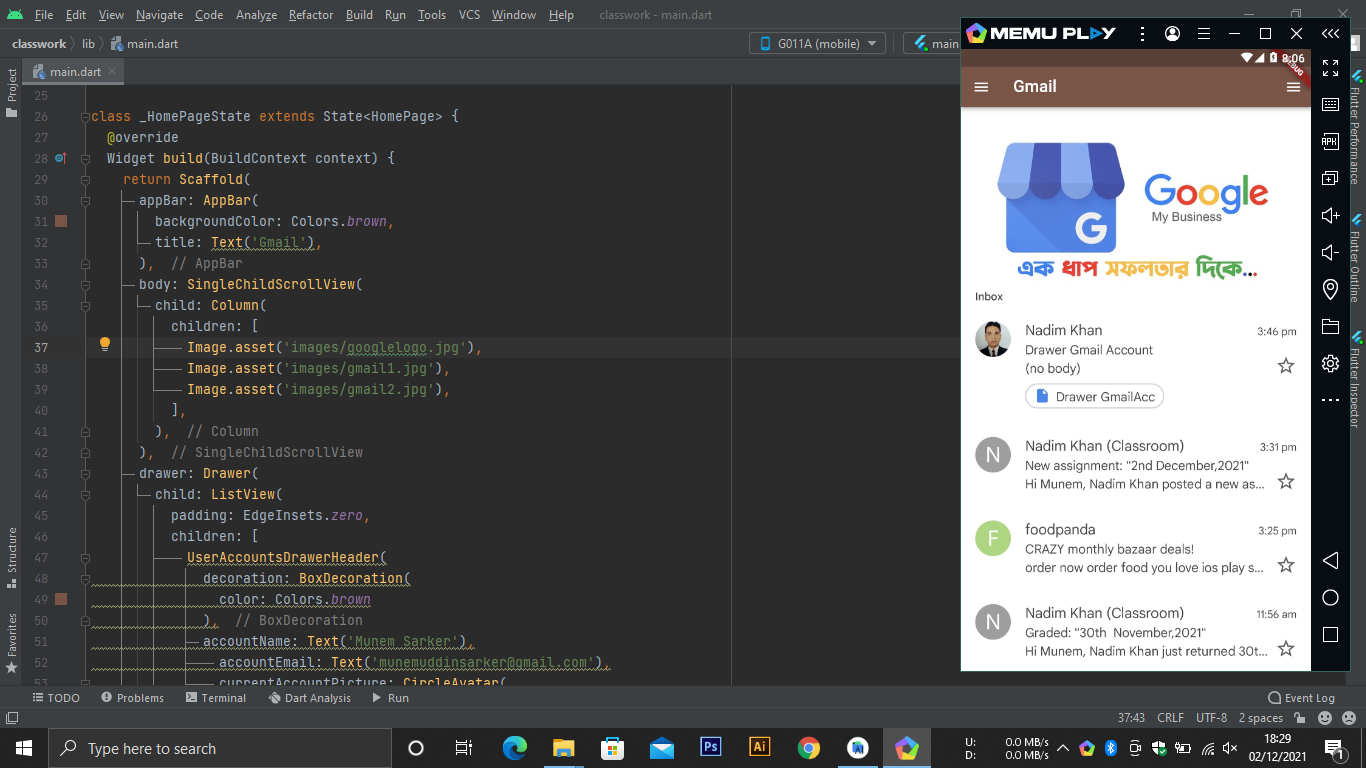 File Edit View Navigate Code Analyze Refactor Build Run Tools VCS Window Help classwork - main.dart
classwork lib main.dart
G011A (mobile)
main
main.dart
Project
Structure
Favorites
25
26 class _HomePageState extends State<HomePage> {
27 @override
28 Widget build(BuildContext context) {
29 return Scaffold(
30 appBar: AppBar(
31 backgroundColor: Colors.brown,
32 title: Text('Gmail'),
33 ), // AppBar
34 body: SingleChildScrollView(
35 child: Column(
36 children: [
37 Image.asset('images/googlelogo.jpg'),
38 Image.asset('images/gmail1.jpg'),
39 Image.asset('images/gmail2.jpg'),
40 ],
41 ), // Column
42 ), // SingleChildScrollView
43 drawer: Drawer(
44 child: ListView(
45 padding: EdgeInsets.zero,
46 children: [
47 UserAccountsDrawerHeader(
48 decoration: BoxDecoration(
49 color: Colors.brown
50 ), // BoxDecoration
51 accountName: Text('Munem Sarker'),
52 accountEmail: Text('munemuddinsarker@gmail.com'),
53 currentAccountPicture: CircleAvatar(
MEMU PLAY
8:06
DEBUG
Gmail
G
Google
My Business
এক ধাপ সফলতার দিকে...
Inbox
Nadim Khan 3:46 pm
Drawer Gmail Account
(no body)
Drawer GmailAcc
N
Nadim Khan (Classroom) 3:31 pm
New assignment: "2nd December,2021"
Hi Munem, Nadim Khan posted a new as...
F
foodpanda 3:25 pm
CRAZY monthly bazaar deals!
order now order food you love ios play s...
N
Nadim Khan (Classroom) 11:56 am
Graded: "30th  November,2021"
Hi Munem, Nadim Khan just returned 30t...
APK
Flutter Performance
Flutter Outline
Flutter Inspector
TODO Problems Terminal Dart Analysis Run Event Log
37:43 CRLF UTF-8 2 spaces
Type here to search
Ps
Ai
U: 0.0 MB/s
D: 0.0 MB/s
18:29
02/12/2021
1